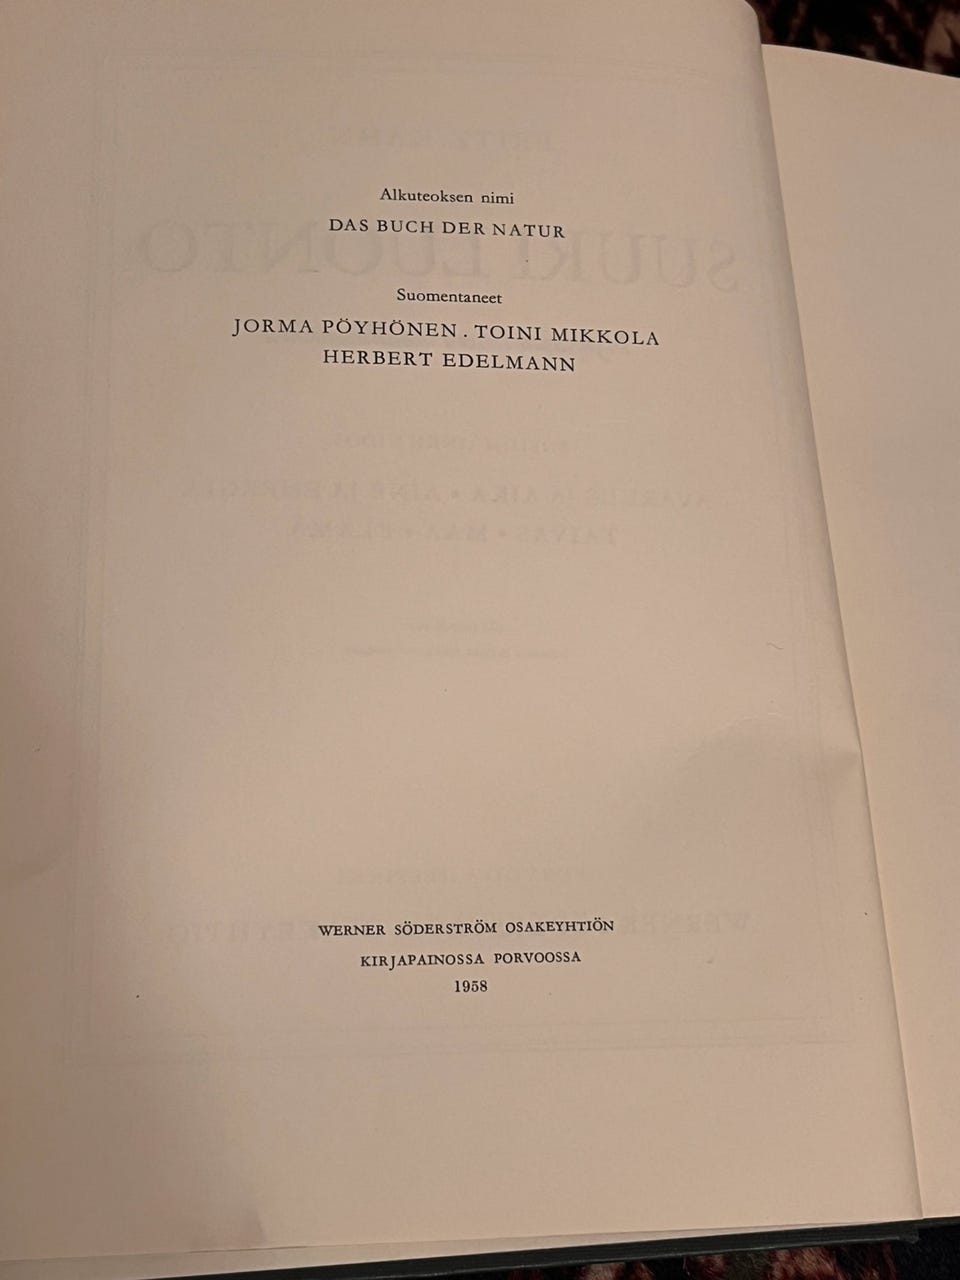 Alkuteoksen nimi
DAS BUCH DER NATUR
Suomentaneet
JORMA PÖYHÖNEN . TOINI MIKKOLA
HERBERT EDELMANN
WERNER SÖDERSTRÖM OSAKEYHTIÖN
KIRJAPAINOSSA PORVOOSSA
1958